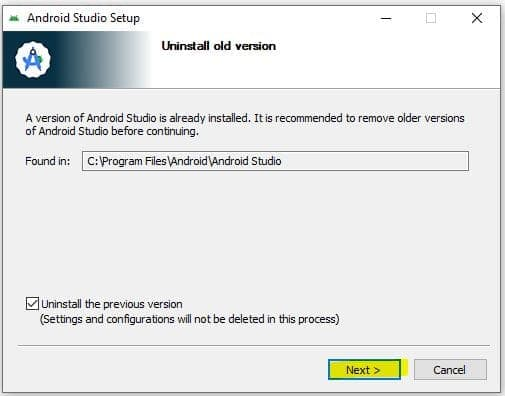 Android Studio Setup
Uninstall old version
A version of Android Studio is already installed. It is recommended to remove older versions
of Android Studio before continuing.
Found in: C:\Program Files\Android\Android Studio
Uninstall the previous version
(Settings and configurations will not be deleted in this process)
Next > Cancel